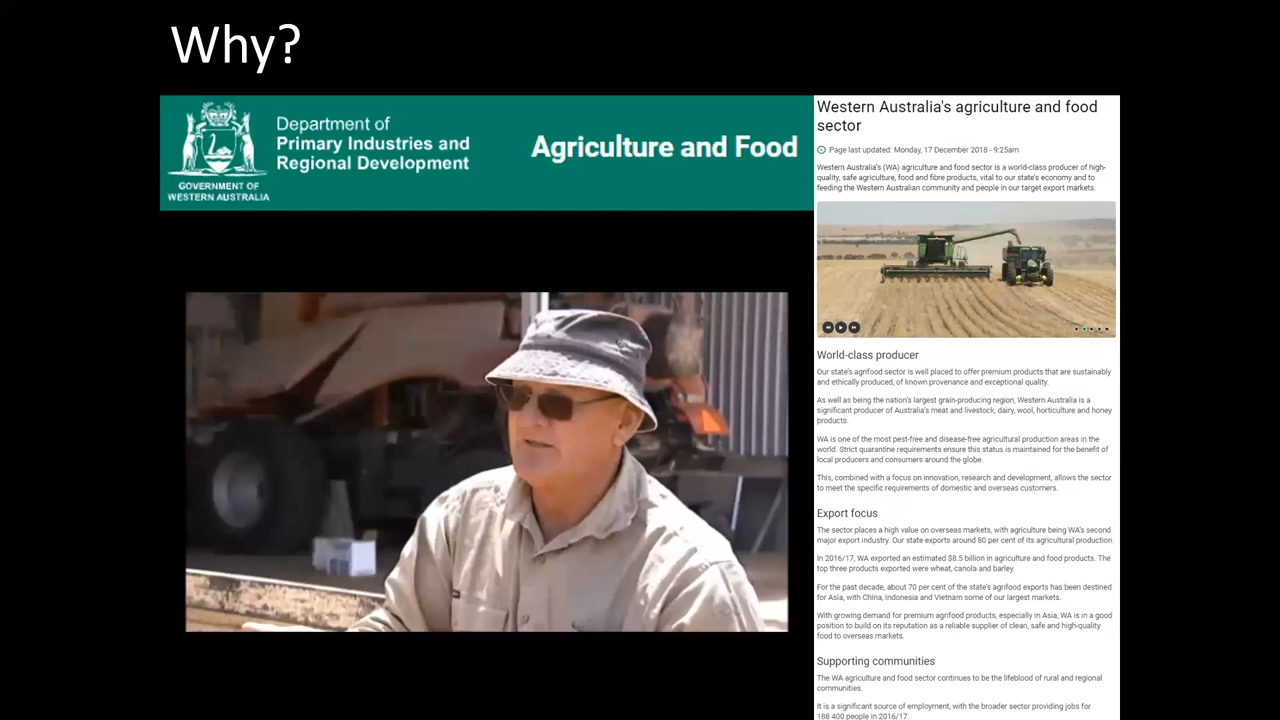 Why?
Department of
Primary Industries and
Regional Development
GOVERNMENT OF
WESTERN AUSTRALIA
Agriculture and Food
Western Australia's agriculture and food
sector
Page last updated: Monday, 17 December 2018 - 9:25am
Western Australia's (WA) agriculture and food sector is a world-class producer of high-
quality, safe agriculture, food and fibre products, vital to our state's economy and to
feeding the Western Australian community and people in our target export markets.
World-class producer
Our state's agrifood sector is well placed to offer premium products that are sustainably
and ethically produced, of known provenance and exceptional quality.
As well as being the nation's largest grain-producing region, Western Australia is a
significant producer of Australia's meat and livestock, dairy, wool, horticulture and honey
products.
WA is one of the most pest-free and disease-free agricultural production areas in the
world. Strict quarantine requirements ensure this status is maintained for the benefit of
local producers and consumers around the globe.
This, combined with a focus on innovation, research and development, allows the sector
to meet the specific requirements of domestic and overseas customers.
Export focus
The sector places a high value on overseas markets, with agriculture being WA's second
major export industry. Our state exports around 80 per cent of its agricultural production.
In 2016/17, WA exported an estimated $8.5 billion in agriculture and food products. The
top three products exported were wheat, canola and barley.
For the past decade, about 70 per cent of the state's agrifood exports has been destined
for Asia, with China, Indonesia and Vietnam some of our largest markets.
With growing demand for premium agrifood products, especially in Asia, WA is in a good
position to build on its reputation as a reliable supplier of clean, safe and high-quality
food to overseas markets.
Supporting communities
The WA agriculture and food sector continues to be the lifeblood of rural and regional
communities.
It is a significant source of employment, with the broader sector providing jobs for
188 400 people in 2016/17.